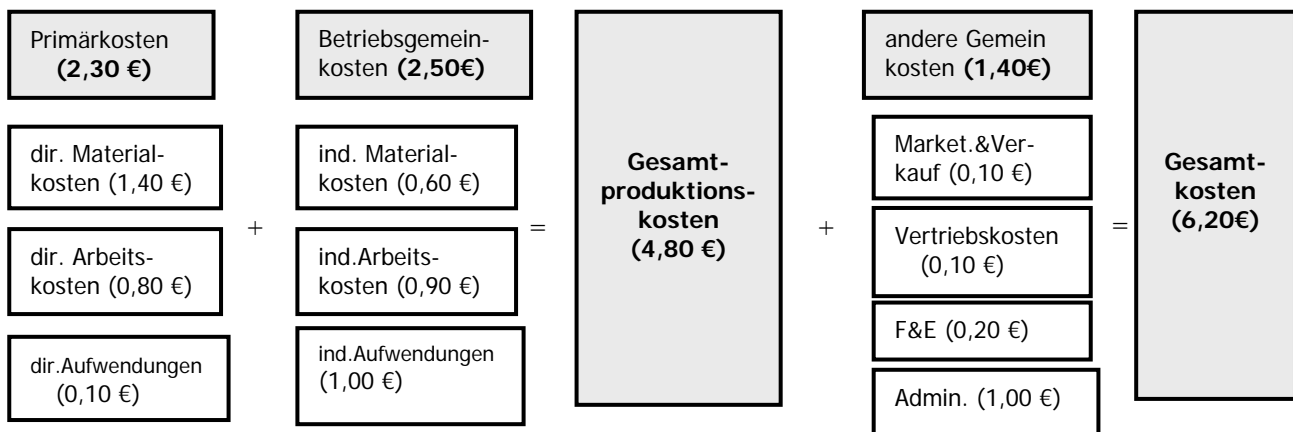 Primärkosten
(2,30 €)
dir. Material-
kosten (1,40 €)
dir. Arbeits-
kosten (0,80 €)
dir.Aufwendungen
(0,10 €)
+
Betriebsgemein-
kosten (2,50€)
ind. Material-
kosten (0,60 €)
ind.Arbeits-
kosten (0,90 €)
ind.Aufwendungen
(1,00 €)
=
Gesamt-
produktions-
kosten
(4,80 €)
+
andere Gemein
kosten (1,40€)
Market.&Ver-
kauf (0,10 €)
Vertriebskosten
(0,10 €)
F&E (0,20 €)
Admin. (1,00 €)
=
Gesamt-
kosten
(6,20€)